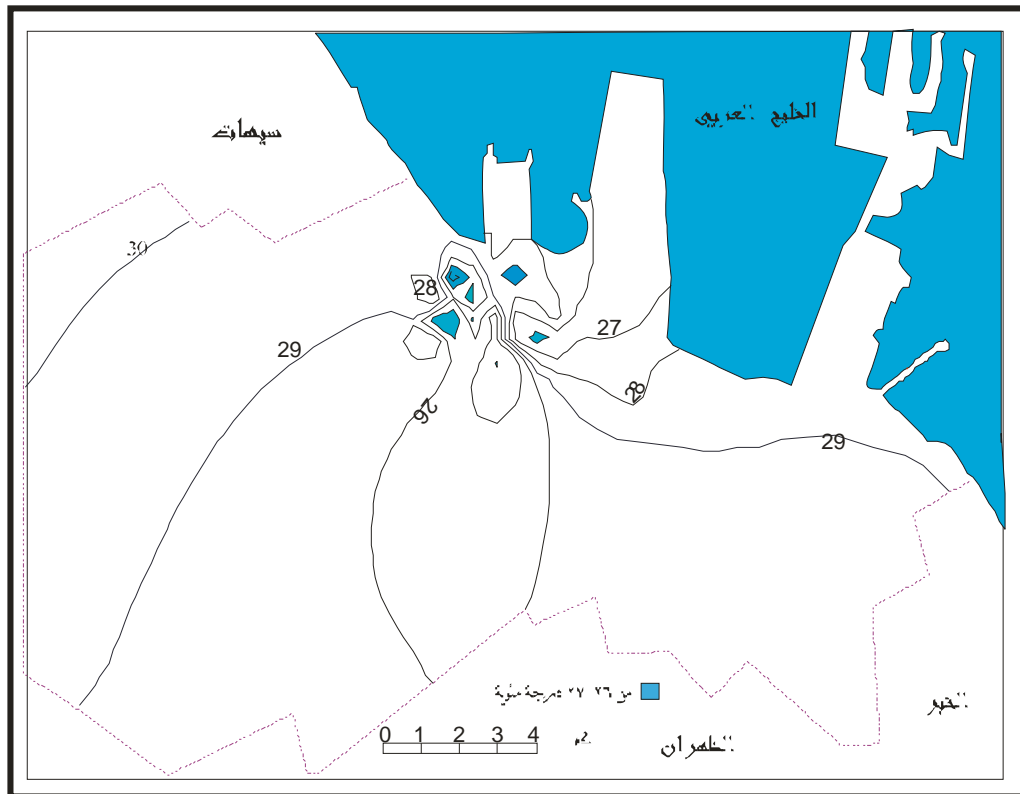 سيهات
الخليج العربي
30
28
27
29
28
26
29
من ٢٦ ٢٧ درجة مئوية
الخبر
0 1 2 3 4
كم
الظهران